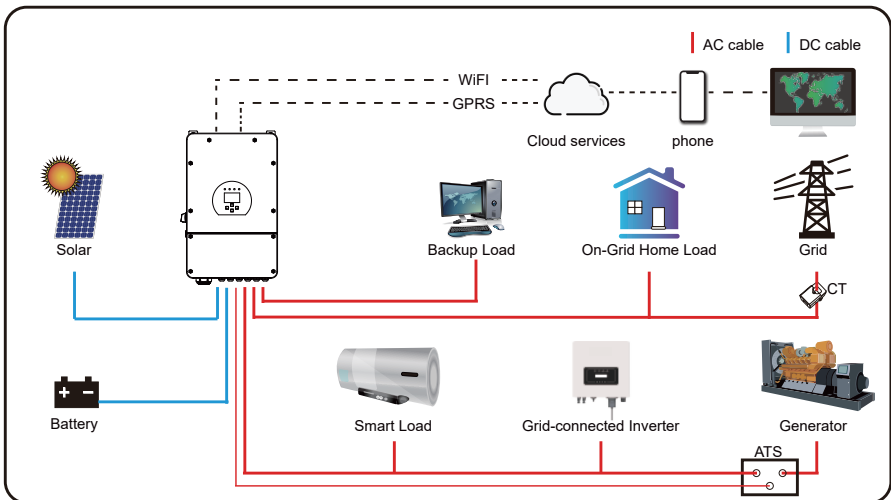 AC cable
DC cable
WiFI
GPRS
Cloud services
phone
Solar
Backup Load
On-Grid Home Load
Grid
CT
Battery
Smart Load
Grid-connected Inverter
Generator
ATS